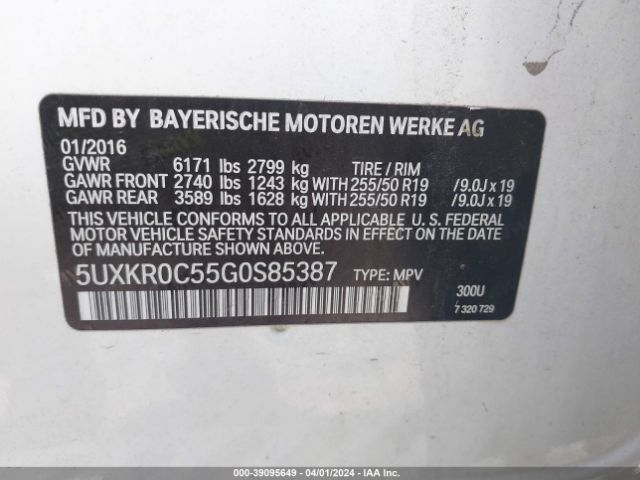 MFD BY BAYERISCHE MOTOREN WERKE AG
01/2016
GVWR 6171 lbs 2799 kg TIRE / RIM
GAWR FRONT 2740 lbs 1243 kg WITH 255/50 R19 /9.0J x 19
GAWR REAR 3589 lbs 1628 kg WITH 255/50 R19 /9.0J x 19
THIS VEHICLE CONFORMS TO ALL APPLICABLE U. S. FEDERAL
MOTOR VEHICLE SAFETY STANDARDS IN EFFECT ON THE DATE
OF MANUFACTURE SHOWN ABOVE.
5UXKR0C55G0S85387 TYPE: MPV
300U
7 320 729
000-39095649 - 04/01/2024 - IAAI.COM